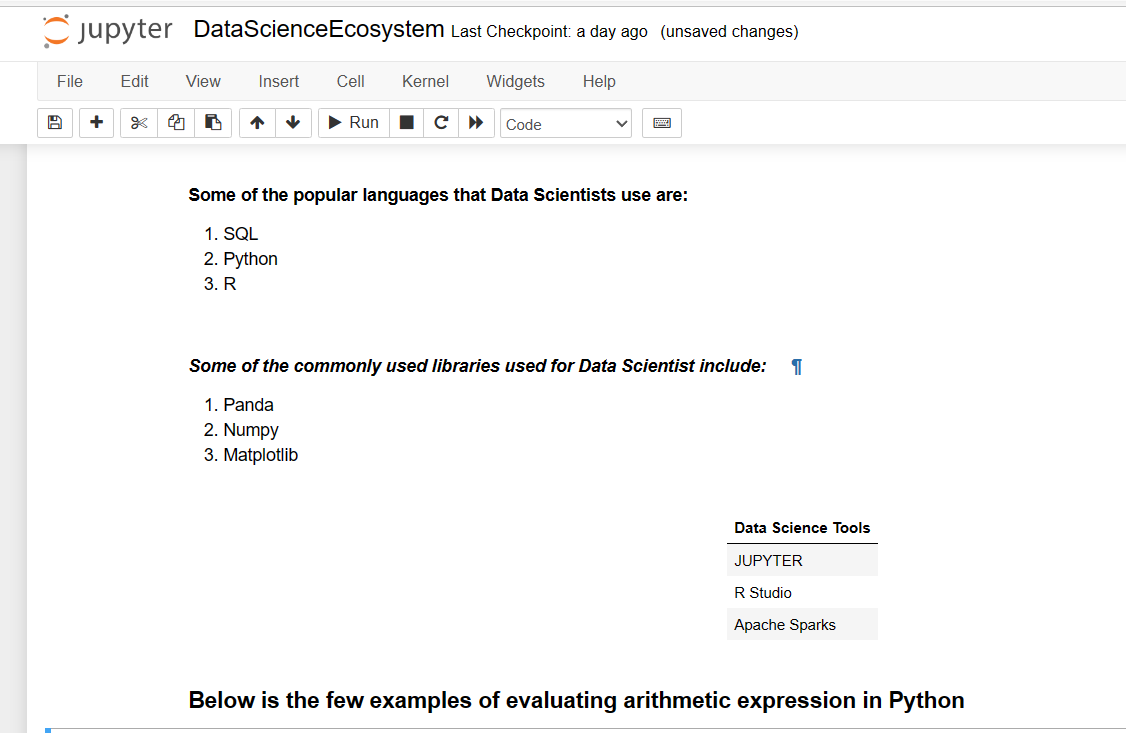 jupyter DataScienceEcosystem Last Checkpoint: a day ago (unsaved changes)
File Edit View Insert Cell Kernel Widgets Help
Run Code
Some of the popular languages that Data Scientists use are:
1. SQL
2. Python
3. R
Some of the commonly used libraries used for Data Scientist include: ¶
1. Panda
2. Numpy
3. Matplotlib
Data Science Tools
JUPYTER
R Studio
Apache Sparks
Below is the few examples of evaluating arithmetic expression in Python